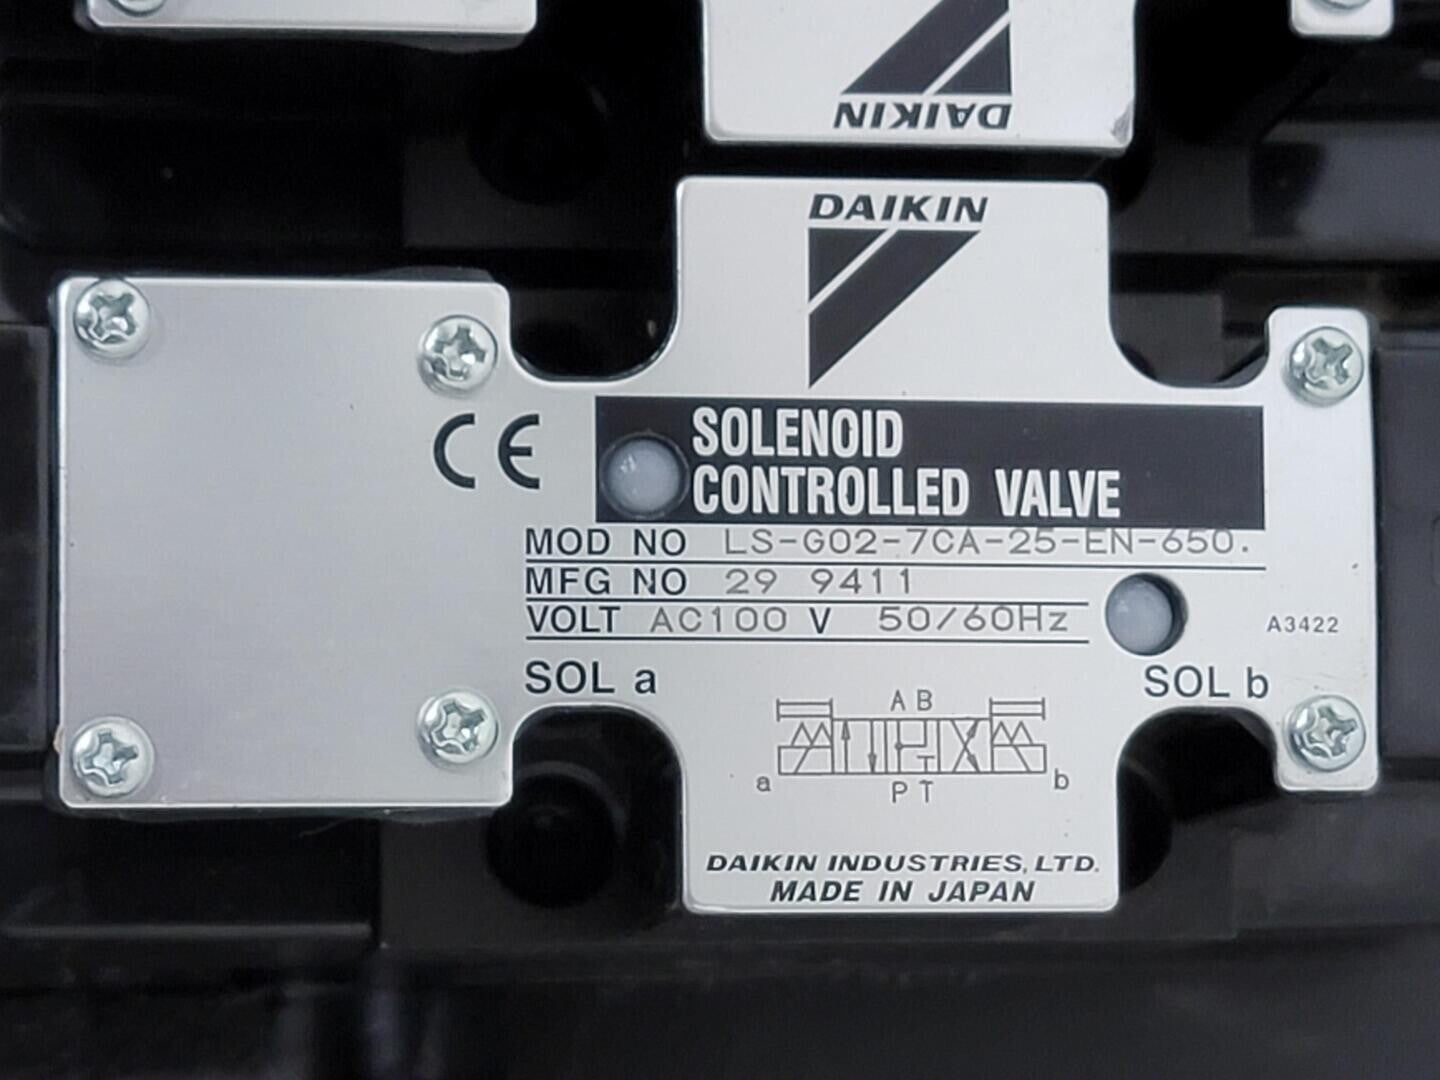 DAIKIN
DAIKIN
CE
SOLENOID
CONTROLLED VALVE
MOD NO LS-G02-7CA-25-EN-650.
MFG NO 29 9411
VOLT AC100 V 50/60Hz
A3422
SOL a
SOL b
A B
a
b
P T
DAIKIN INDUSTRIES, LTD.
MADE IN JAPAN